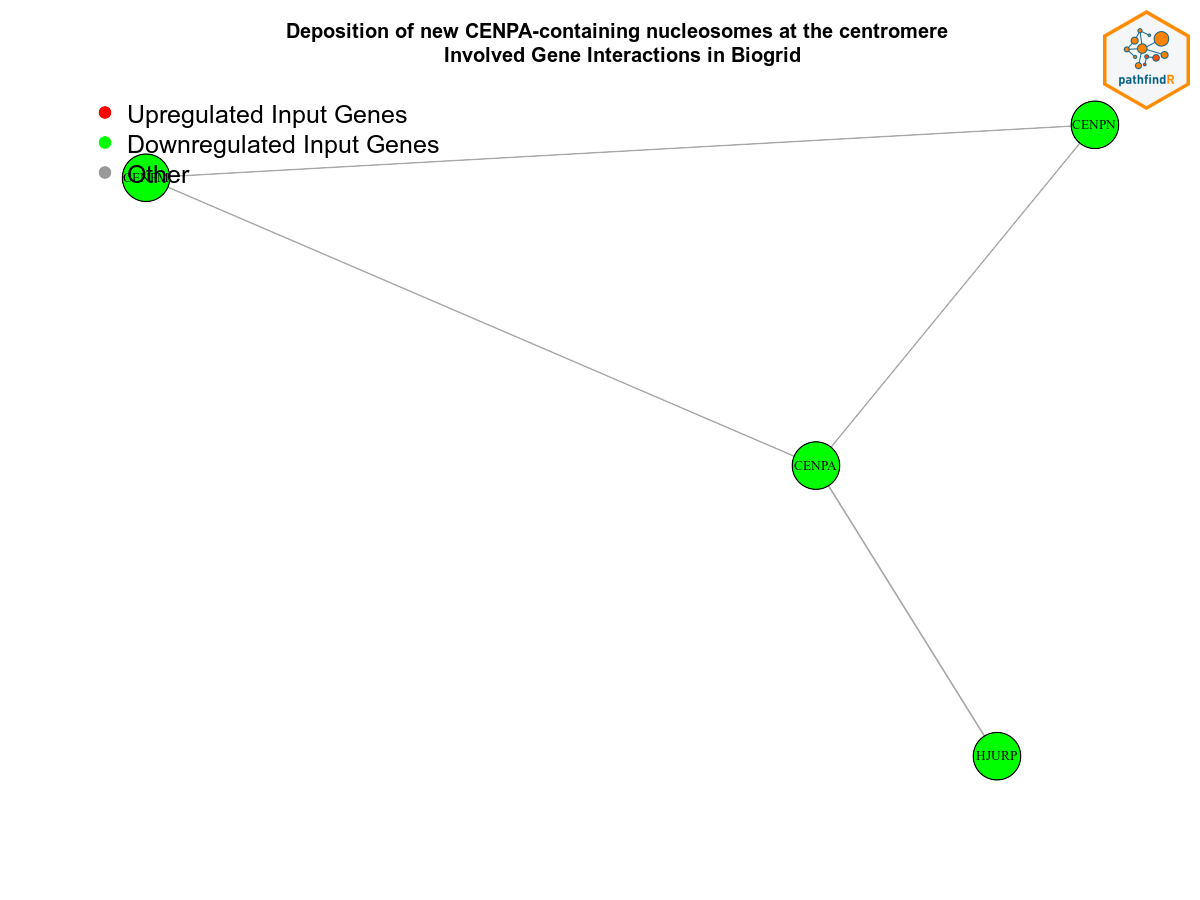 Deposition of new CENPA-containing nucleosomes at the centromere
Involved Gene Interactions in Biogrid
pathfindR
Upregulated Input Genes
Downregulated Input Genes
Other
CENPN
CENPA
HJURP